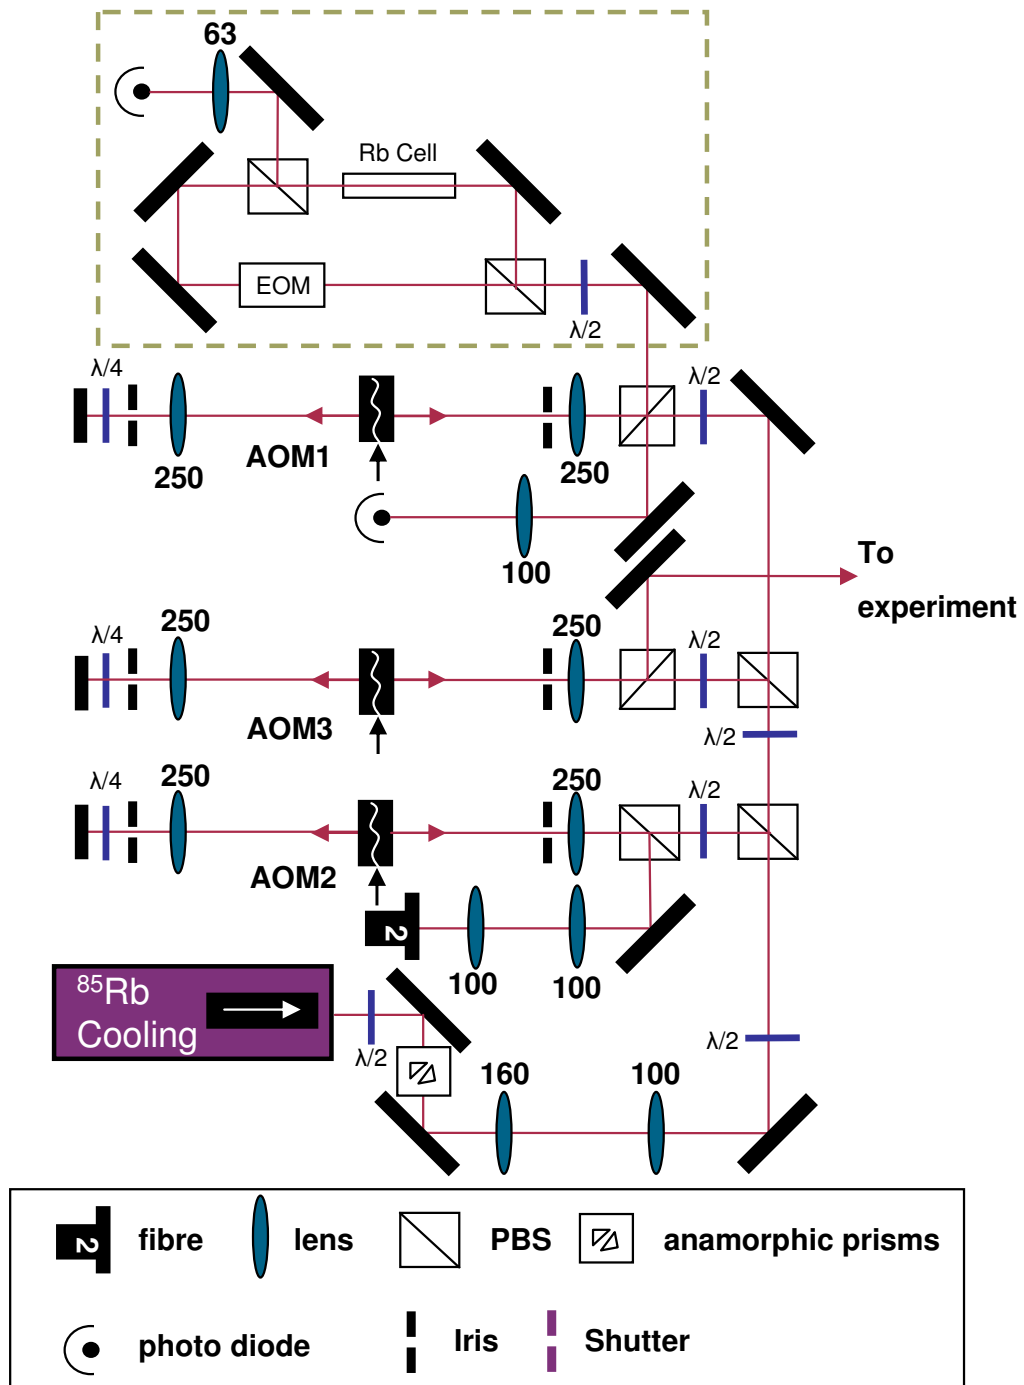 63
Rb Cell
EOM
λ/2
λ/4
λ/2
AOM1
250
250
100
To
experiment
250
250
λ/4
λ/2
AOM3
λ/2
250
250
λ/4
λ/2
AOM2
2
100
100
⁸⁵Rb
Cooling
λ/2
λ/2
160
100
2
fibre
lens
PBS
anamorphic prisms
photo diode
Iris
Shutter